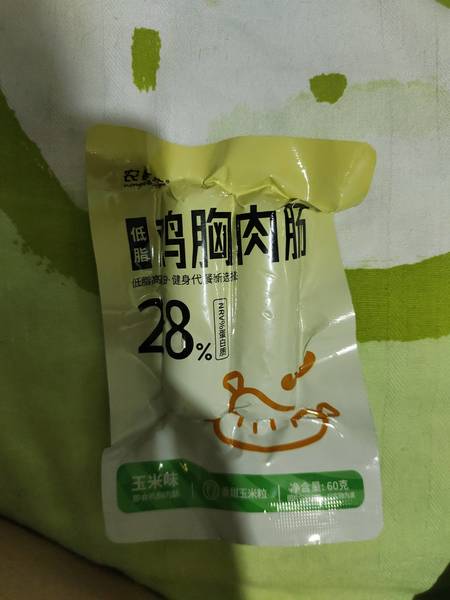 低脂
鸡胸肉肠
低脂高蛋白·健身代餐新选择
28%
NRV%蛋白质
玉米味
香甜玉米粒
净含量: 60克